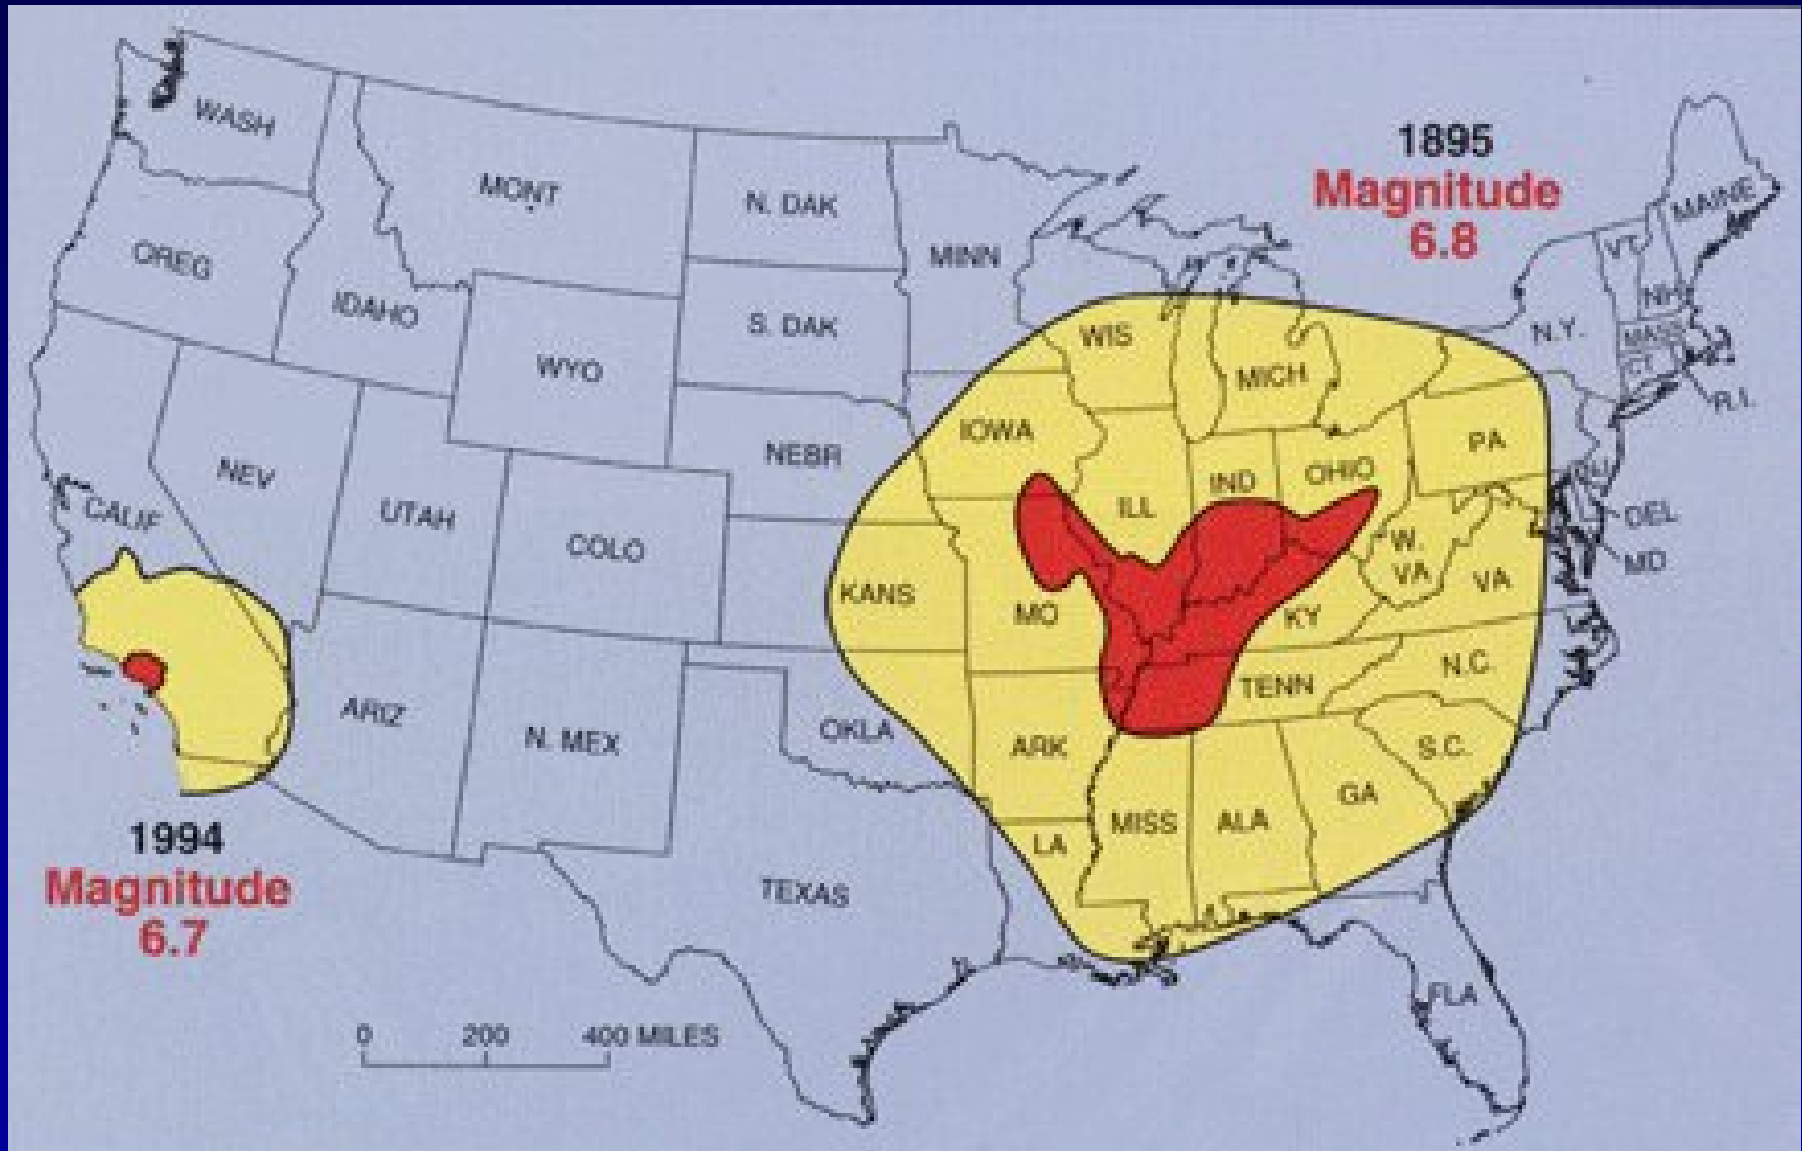 WASH
MONT
N. DAK
MINN
1895
Magnitude
6.8
MAINE
OREG
IDAHO
S. DAK
VT.
NH
WYO
WIS
N.Y.
MASS
CT.
R.I.
MICH
NEV
NEBR
IOWA
PA
CALIF
UTAH
COLO
ILL
IND
OHIO
DEL
W.
VA
MD
KANS
MO
KY
VA
ARIZ
N. MEX
OKLA
ARK
TENN
N.C.
S.C.
1994
Magnitude
6.7
TEXAS
LA
MISS
ALA
GA
FLA
0 200 400 MILES